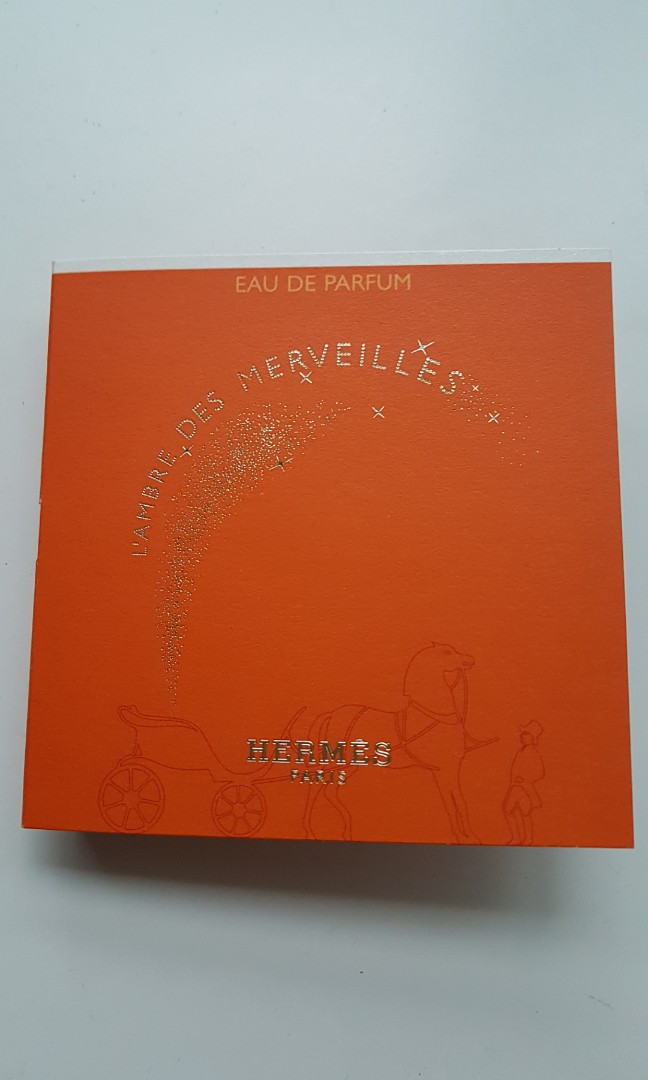 EAU DE PARFUM
L'AMBRE DES MERVEILLES
HERMÈS
PARIS